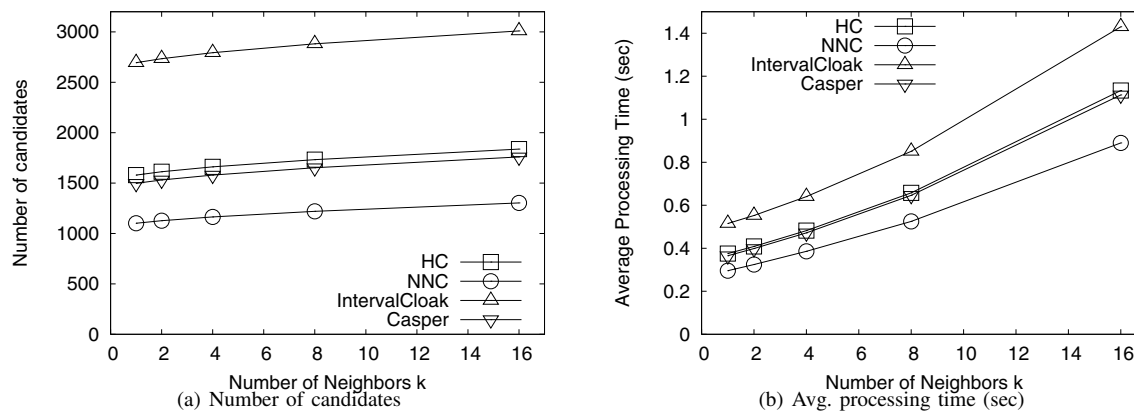 Number of candidates
3000
2500
2000
1500
1000
500
0
HC
NNC
IntervalCloak
Casper
0 2 4 6 8 10 12 14 16
Number of Neighbors k
(a) Number of candidates
Average Processing Time (sec)
1.4
1.2
1
0.8
0.6
0.4
0.2
0
HC
NNC
IntervalCloak
Casper
0 2 4 6 8 10 12 14 16
Number of Neighbors k
(b) Avg. processing time (sec)